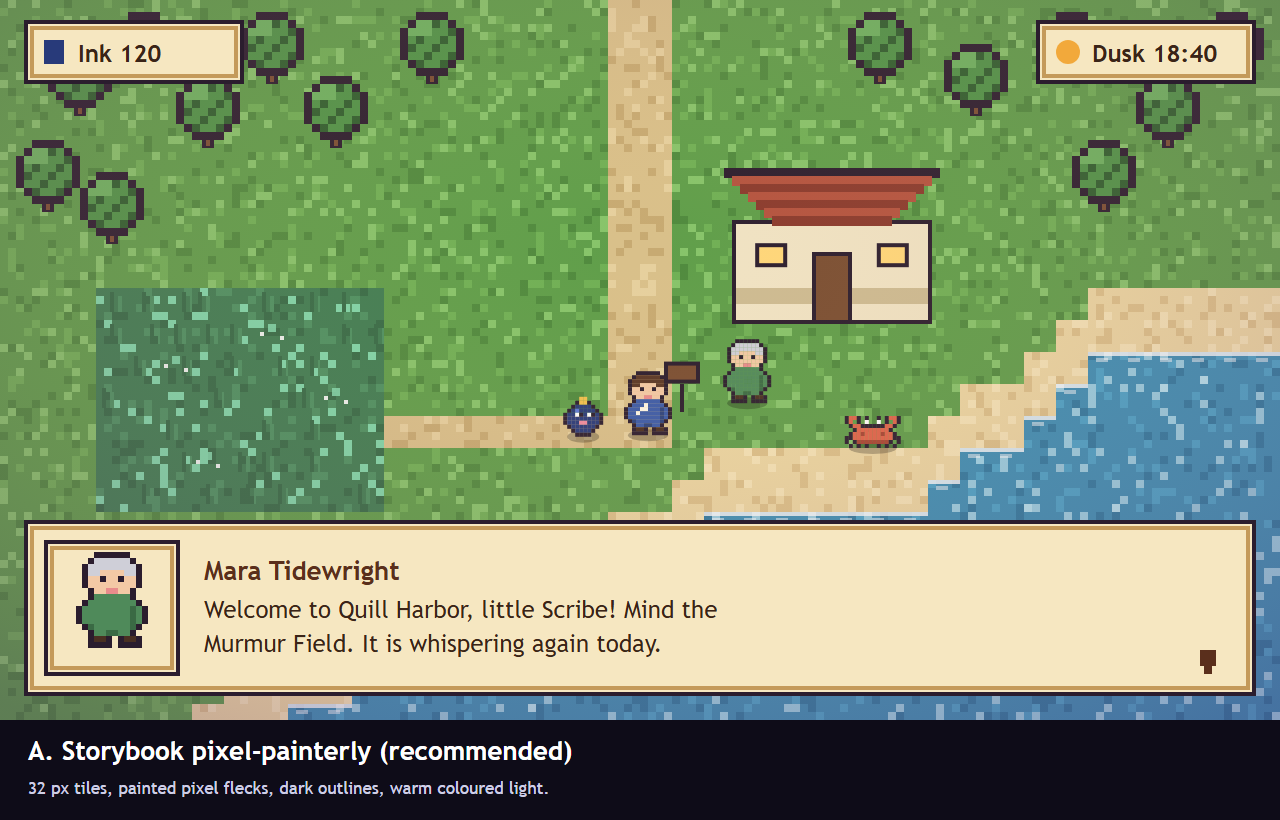 Ink 120
Dusk 18:40
Mara Tidewright
Welcome to Quill Harbor, little Scribe! Mind the
Murmur Field. It is whispering again today.
A. Storybook pixel-painterly (recommended)
32 px tiles, painted pixel flecks, dark outlines, warm coloured light.